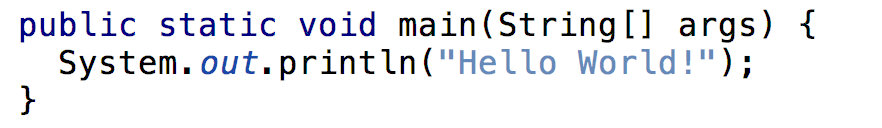 public static void main(String[] args) {
  System.out.println("Hello World!");
}